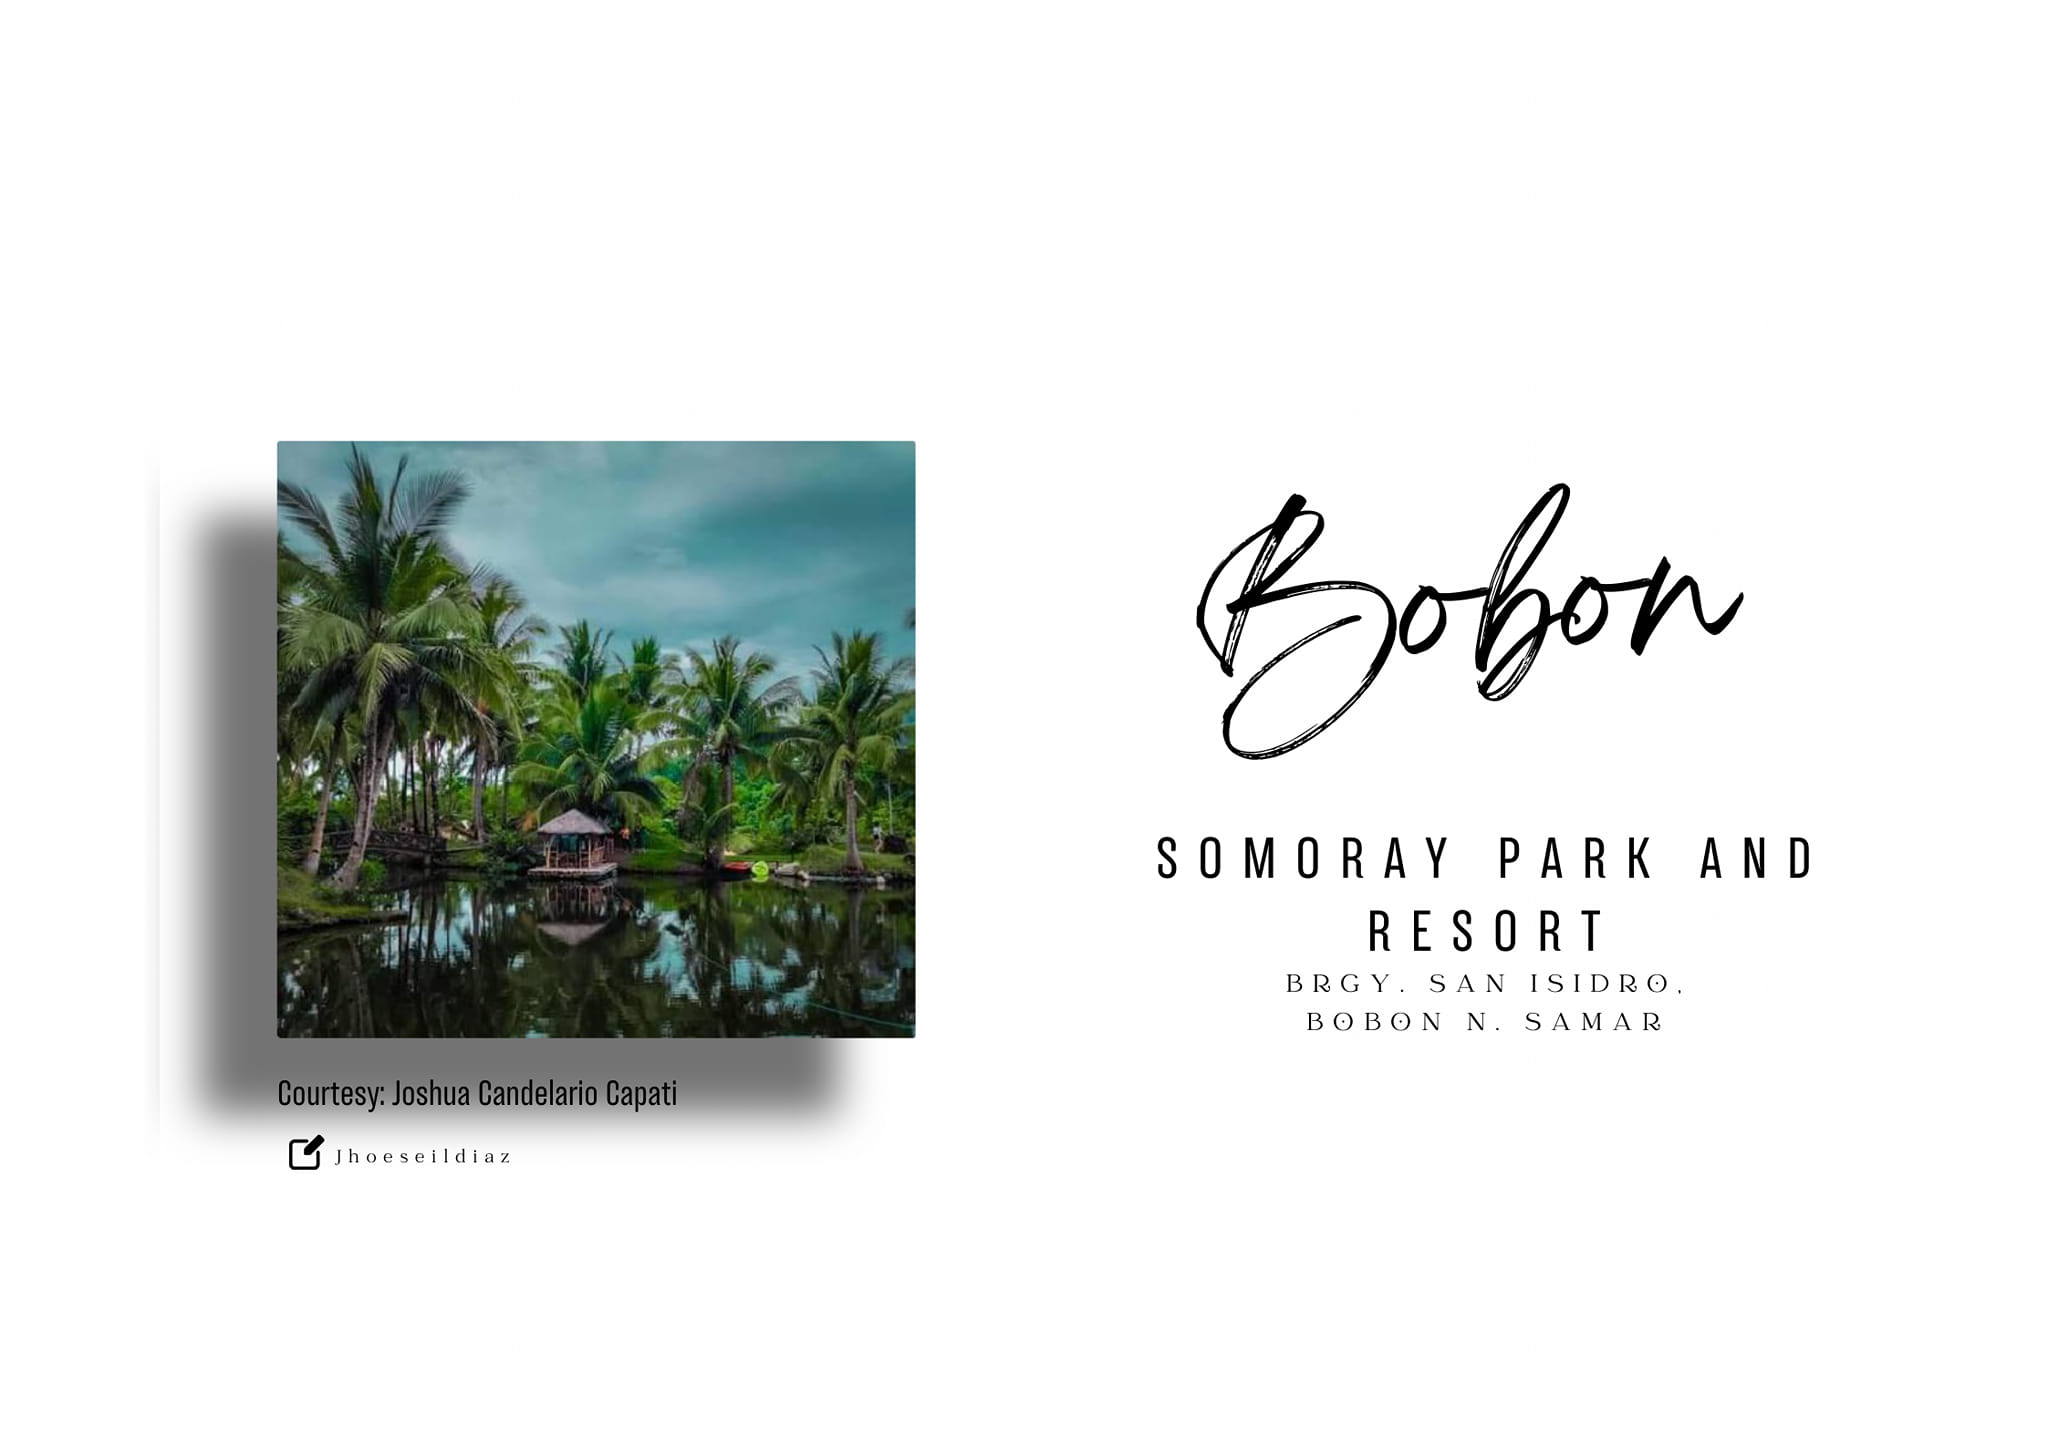 Bobon
SOMORAY PARK AND
RESORT
BRGY. SAN ISIDRO,
BOBON N. SAMAR
Courtesy: Joshua Candelario Capati
Jhoeseildiaz